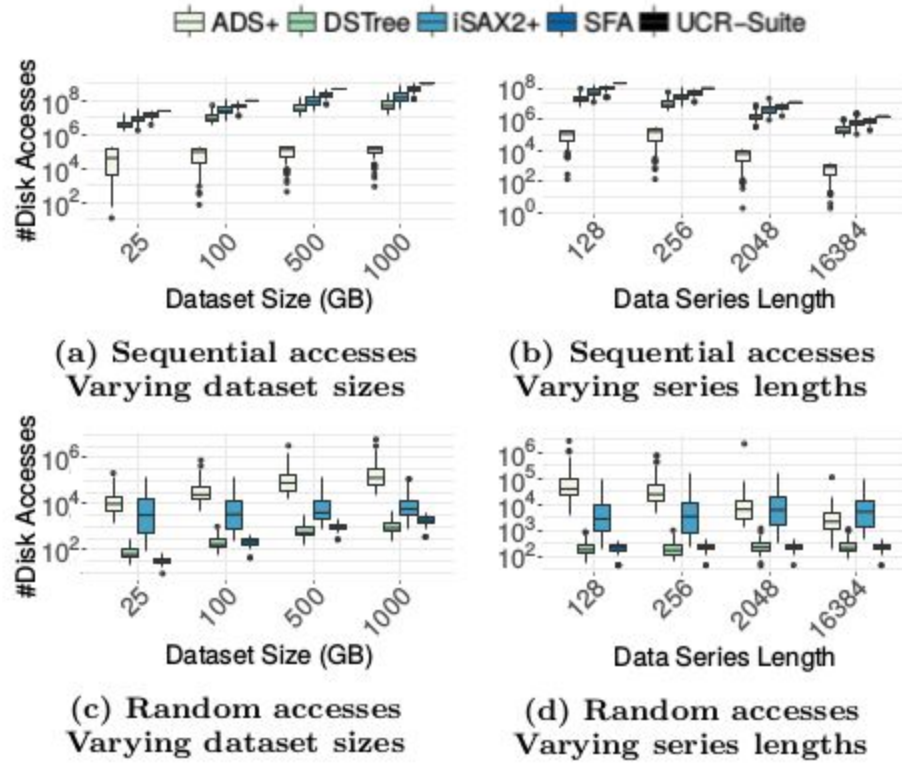 ADS+ DSTree iSAX2+ SFA UCR-Suite
#Disk Accesses
10^8
10^6
10^4
10^2
25 100 500 1000
Dataset Size (GB)
(a) Sequential accesses
Varying dataset sizes
10^8
10^6
10^4
10^2
10^0
128 256 2048 16384
Data Series Length
(b) Sequential accesses
Varying series lengths
#Disk Accesses
10^6
10^4
10^2
25 100 500 1000
Dataset Size (GB)
(c) Random accesses
Varying dataset sizes
10^6
10^5
10^4
10^3
10^2
128 256 2048 16384
Data Series Length
(d) Random accesses
Varying series lengths